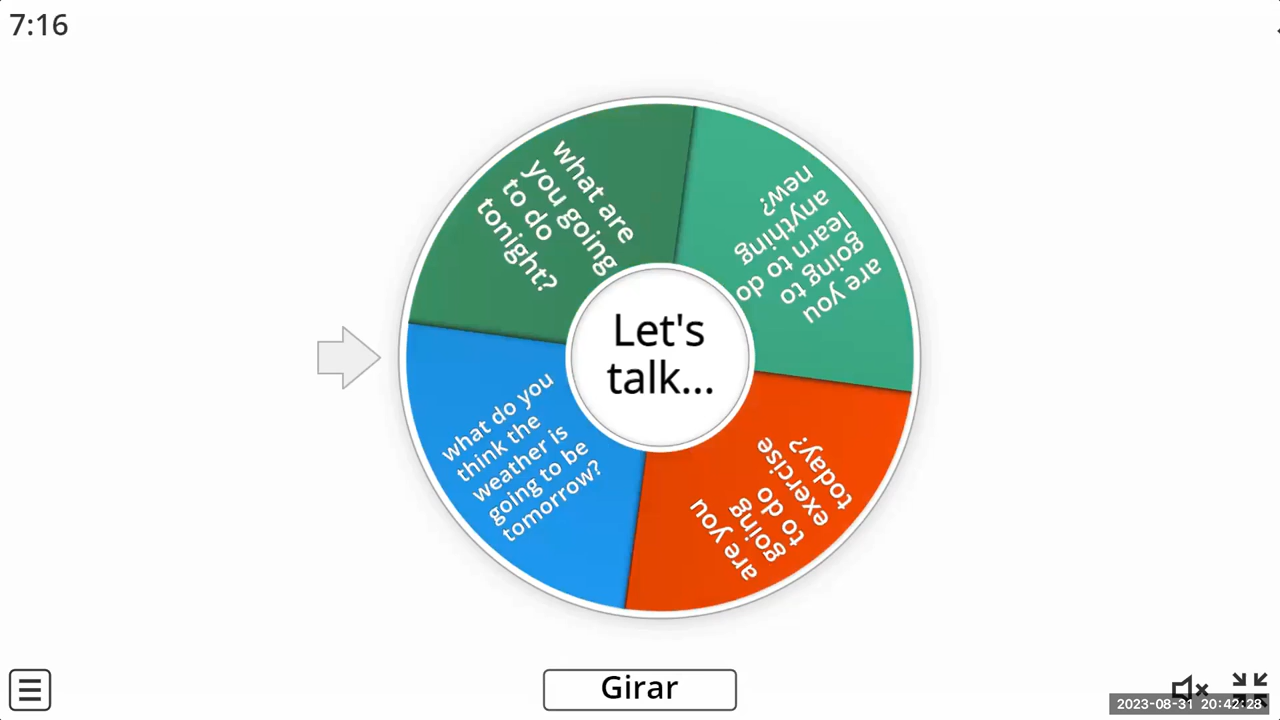 7:16
what are
you going
to do
tonight?
are you
going to
learn to do
anything
new?
Let's
talk...
what do you
think the
weather is
going to be
tomorrow?
are you
going
to do
exercise
today?
Girar
2023-08-31 20:42:28